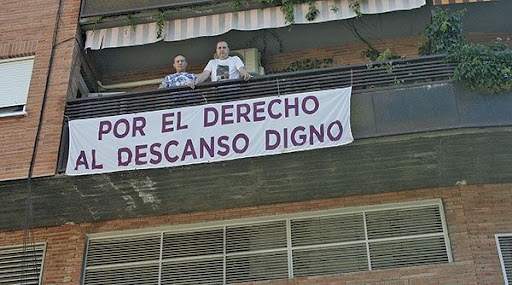 POR EL DERECHO
AL DESCANSO DIGNO